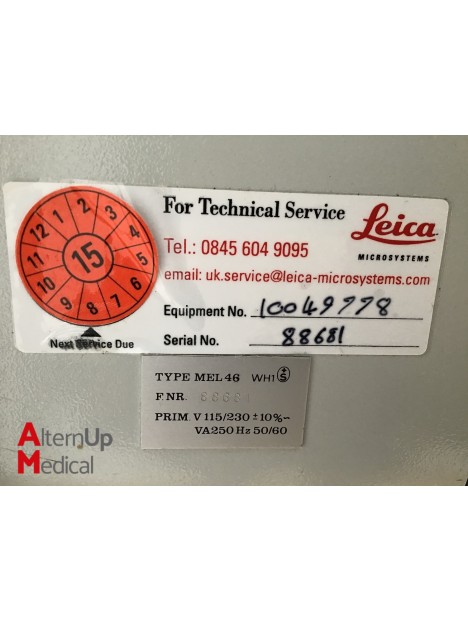 For Technical Service
Leica
MICROSYSTEMS
Tel.: 0845 604 9095
email: uk.service@leica-microsystems.com
Equipment No. 10049778
Serial No. 88681
12 1 2 3 4 5 6 7 8 9 10 11
15
Next Service Due
TYPE MEL46 WH1 S
F NR.
PRIM. V 115/230 ±10% ~
VA250 Hz 50/60
AlternUp
Medical